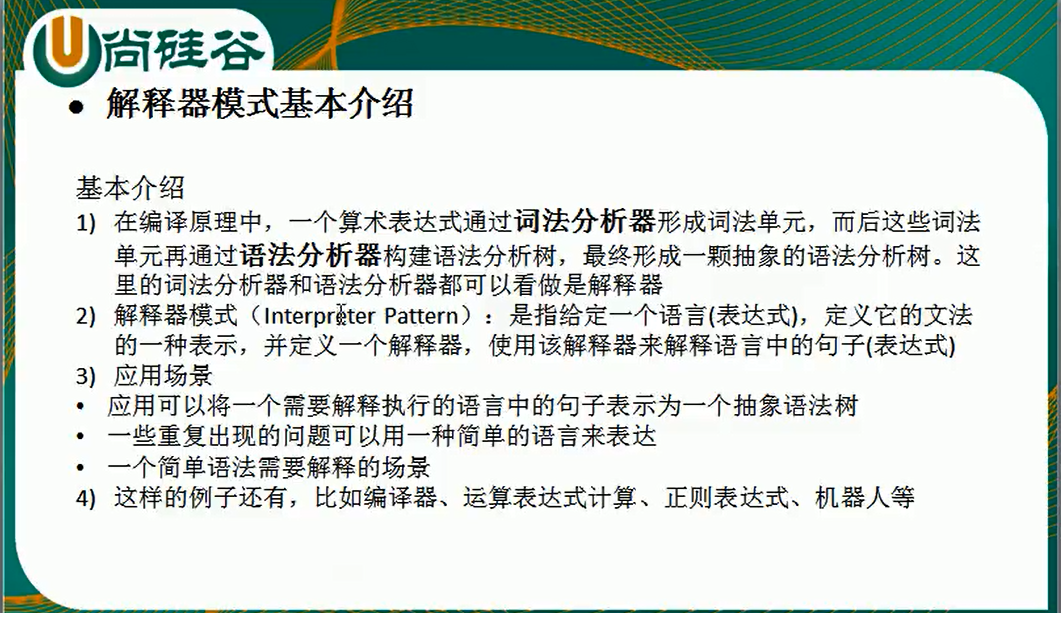 尚硅谷
● 解释器模式基本介绍
基本介绍
1) 在编译原理中，一个算术表达式通过词法分析器形成词法单元，而后这些词法
单元再通过语法分析器构建语法分析树，最终形成一颗抽象的语法分析树。这
里的词法分析器和语法分析器都可以看做是解释器
2) 解释器模式（Interpreter Pattern）：是指给定一个语言(表达式)，定义它的文法
的一种表示，并定义一个解释器，使用该解释器来解释语言中的句子(表达式)
3) 应用场景
• 应用可以将一个需要解释执行的语言中的句子表示为一个抽象语法树
• 一些重复出现的问题可以用一种简单的语言来表达
• 一个简单语法需要解释的场景
4) 这样的例子还有，比如编译器、运算表达式计算、正则表达式、机器人等